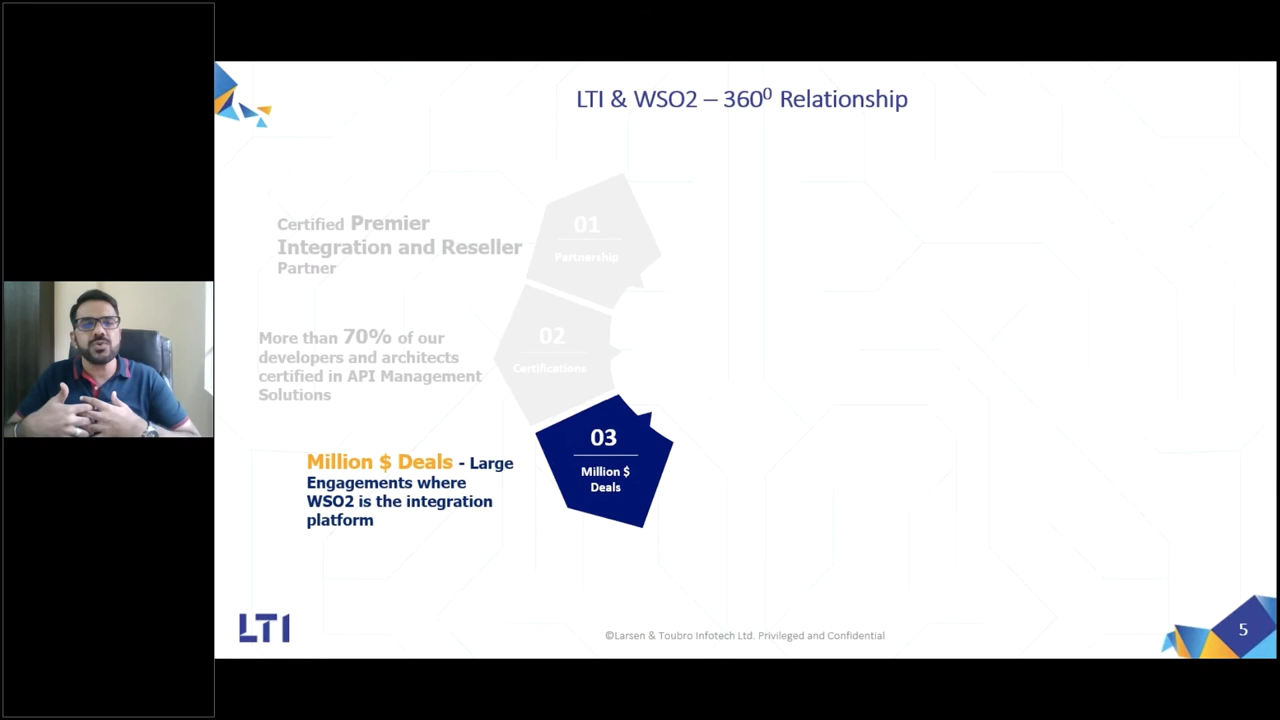 LTI & WSO2 – 360⁰ Relationship
01
Partnership
Certified Premier
Integration and Reseller
Partner
02
Certifications
More than 70% of our
developers and architects
certified in API Management
Solutions
03
Million $
Deals
Million $ Deals - Large
Engagements where
WSO2 is the integration
platform
LTI
©Larsen & Toubro Infotech Ltd. Privileged and Confidential
5